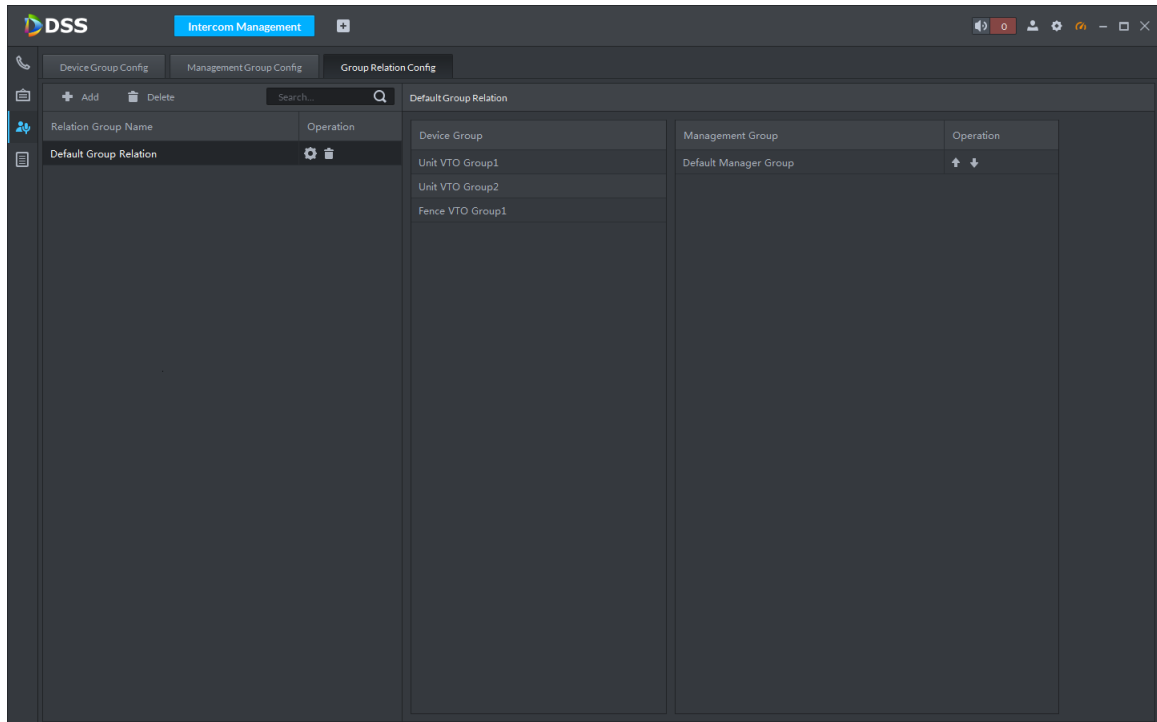 DSS
Intercom Management
0
Device Group Config
Management Group Config
Group Relation Config
Add
Delete
Search...
Relation Group Name
Operation
Default Group Relation
Default Group Relation
Device Group
Unit VTO Group1
Unit VTO Group2
Fence VTO Group1
Management Group
Operation
Default Manager Group